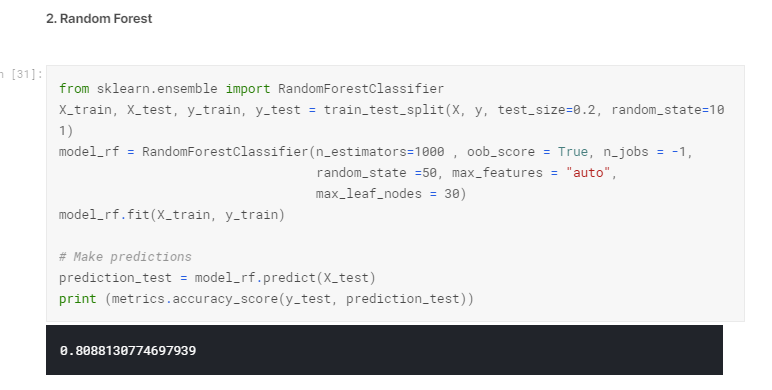 2. Random Forest
n [31]:
from sklearn.ensemble import RandomForestClassifier
X_train, X_test, y_train, y_test = train_test_split(X, y, test_size=0.2, random_state=10
1)
model_rf = RandomForestClassifier(n_estimators=1000 , oob_score = True, n_jobs = -1,
random_state =50, max_features = "auto",
max_leaf_nodes = 30)
model_rf.fit(X_train, y_train)
# Make predictions
prediction_test = model_rf.predict(X_test)
print (metrics.accuracy_score(y_test, prediction_test))
0.8088130774697939